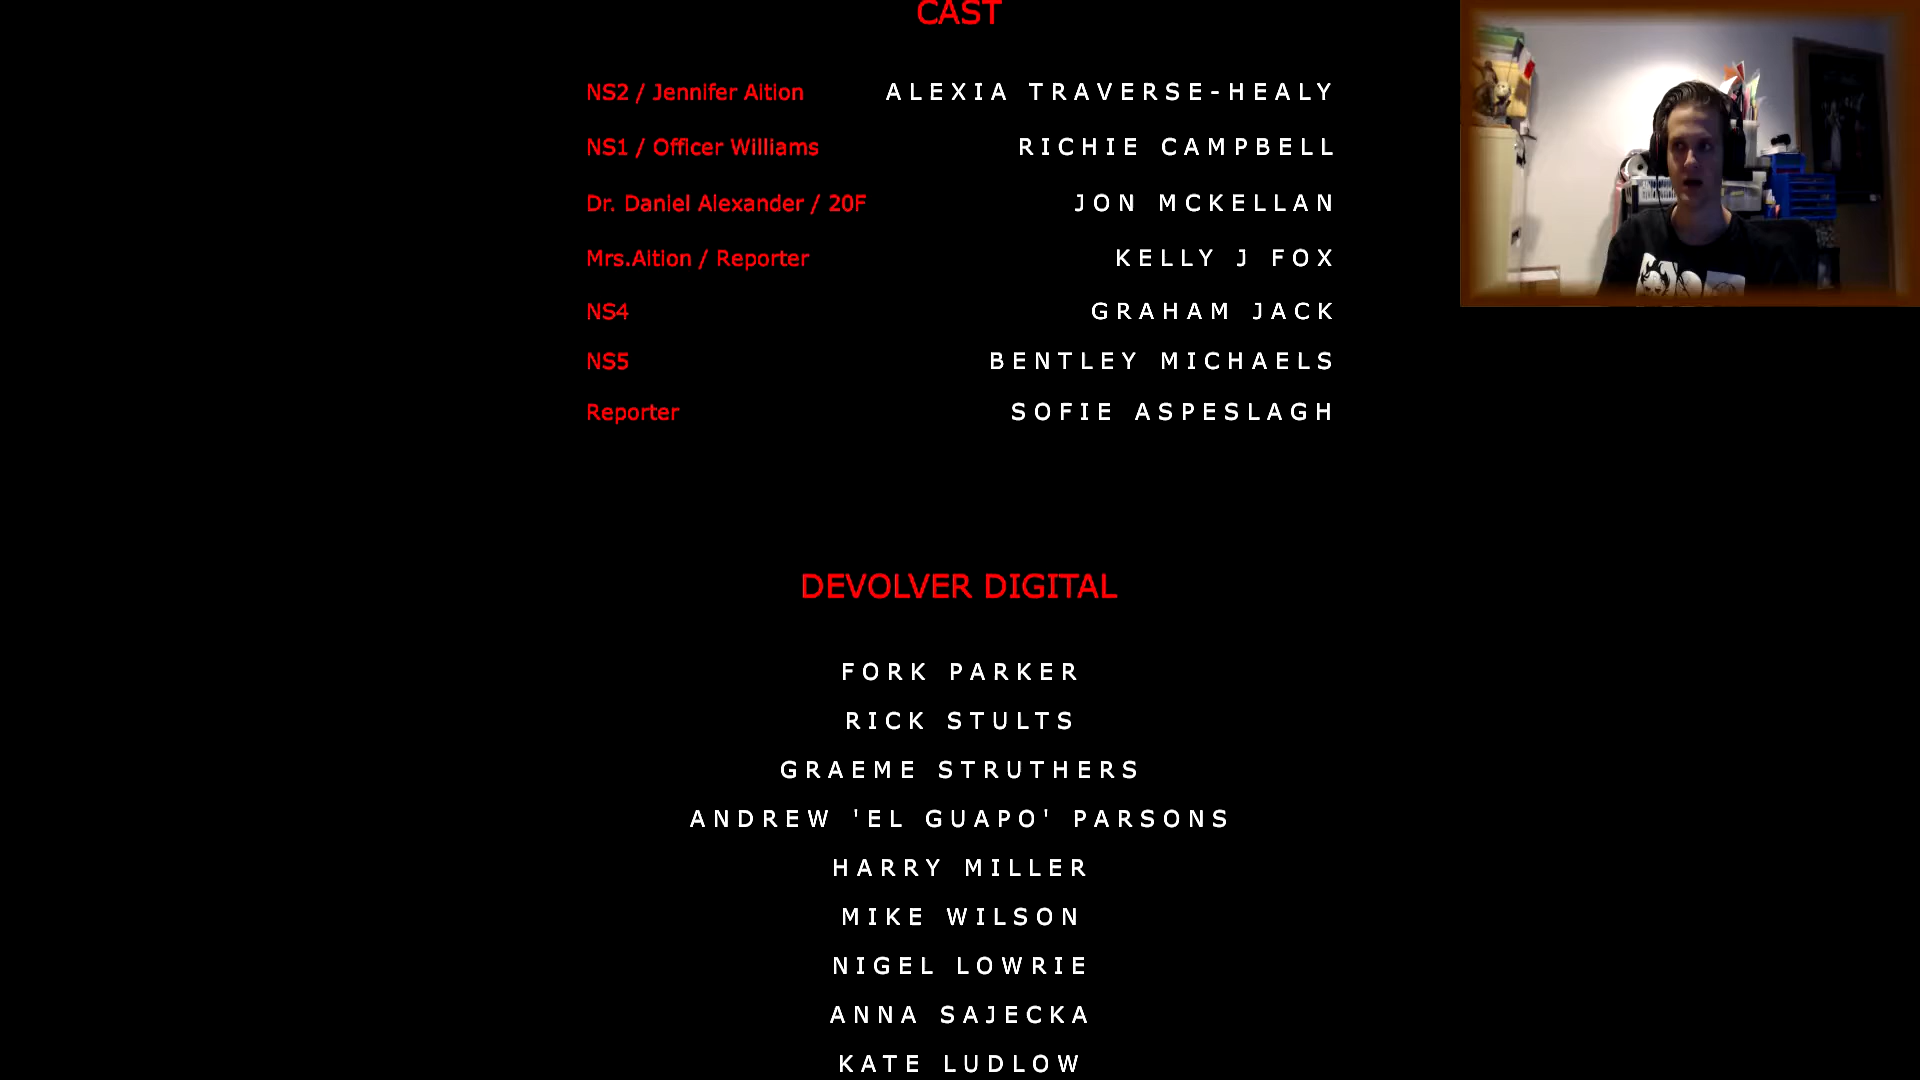 CAST
NS2 / Jennifer Aition ALEXIA TRAVERSE-HEALY
NS1 / Officer Williams RICHIE CAMPBELL
Dr. Daniel Alexander / 20F JON MCKELLAN
Mrs.Aition / Reporter KELLY J FOX
NS4 GRAHAM JACK
NS5 BENTLEY MICHAELS
Reporter SOFIE ASPESLAGH
DEVOLVER DIGITAL
FORK PARKER
RICK STULTS
GRAEME STRUTHERS
ANDREW 'EL GUAPO' PARSONS
HARRY MILLER
MIKE WILSON
NIGEL LOWRIE
ANNA SAJECKA
KATE LUDLOW